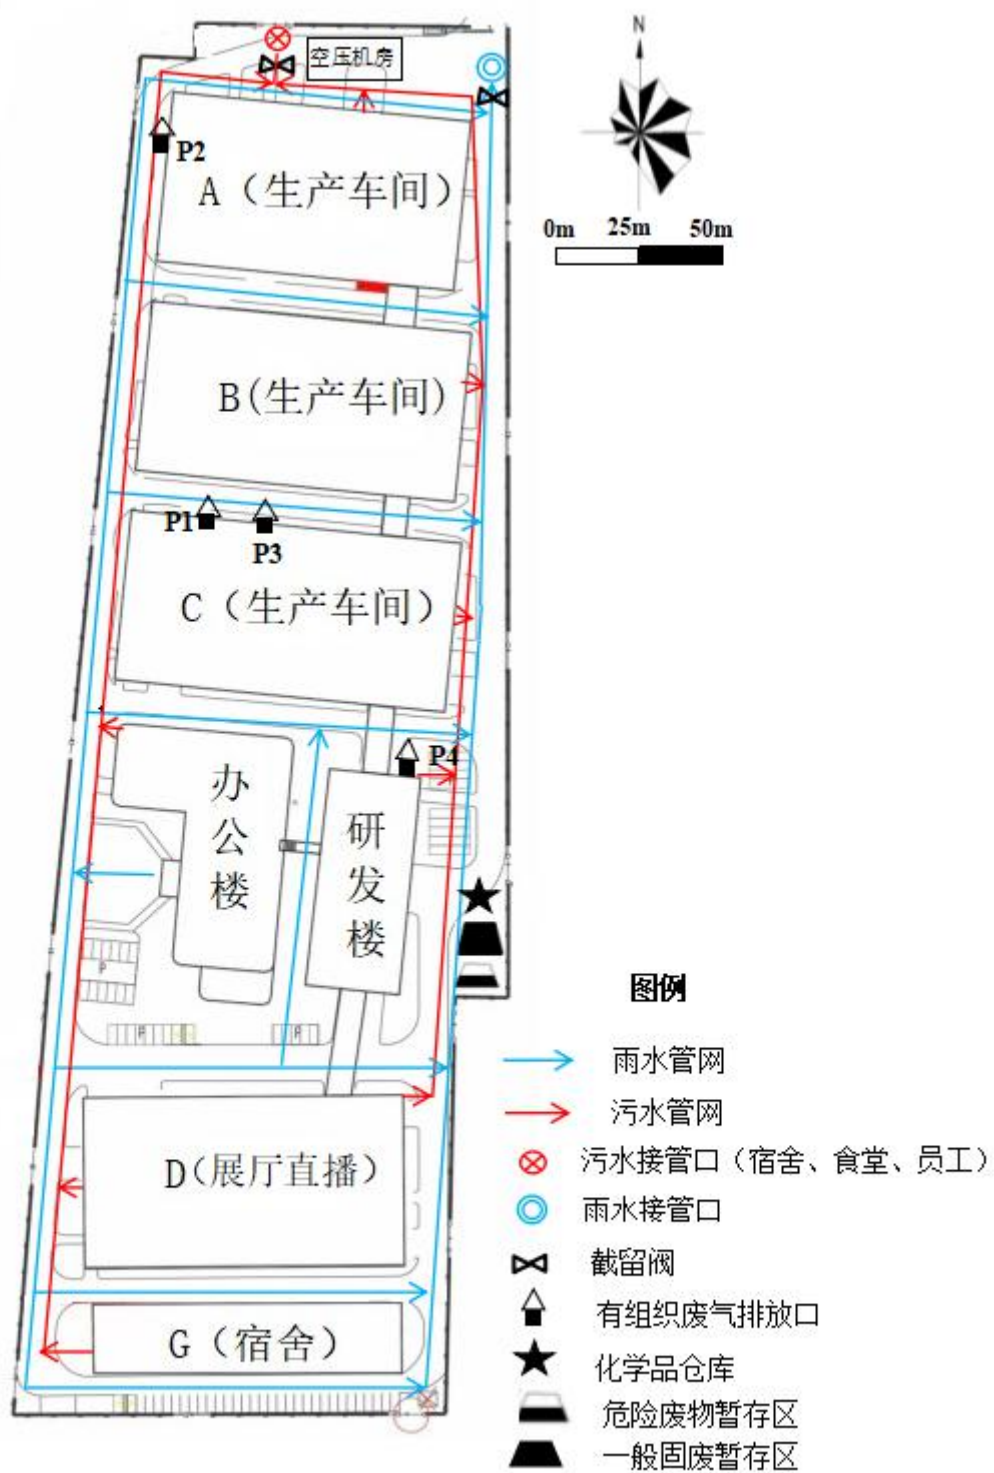 N
空压机房
P2
A（生产车间）
0m 25m 50m
B(生产车间)
P1
P3
C（生产车间）
P4
办公楼
研发楼
P
P
P
D(展厅直播)
G（宿舍）
图例
雨水管网
污水管网
污水接管口（宿舍、食堂、员工）
雨水接管口
截留阀
有组织废气排放口
化学品仓库
危险废物暂存区
一般固废暂存区